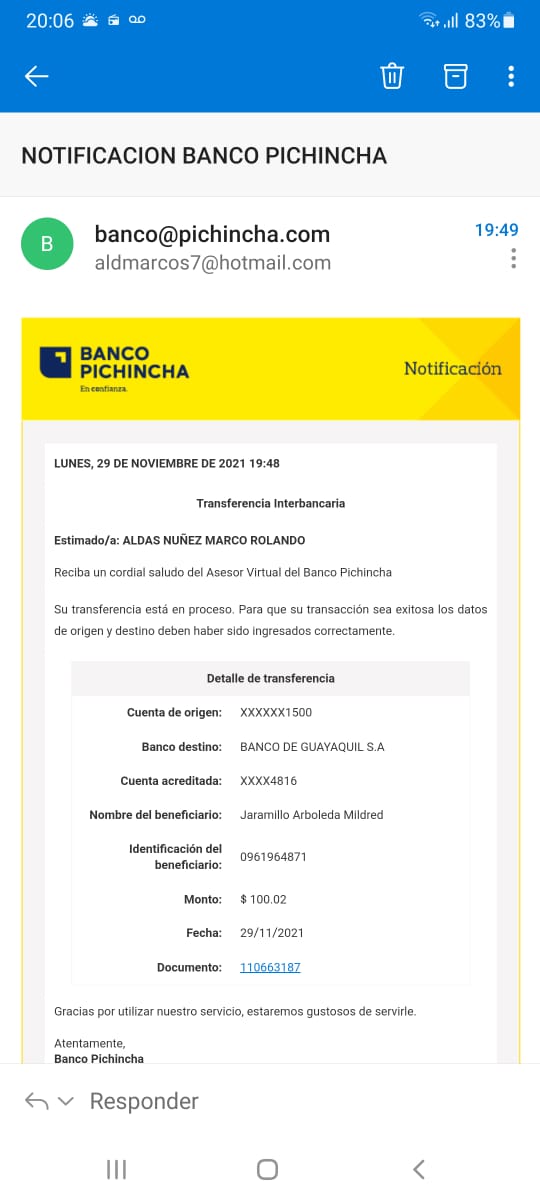 20:06
83%
NOTIFICACION BANCO PICHINCHA
B
banco@pichincha.com
19:49
aldmarcos7@hotmail.com
BANCO
PICHINCHA
En confianza.
Notificación
LUNES, 29 DE NOVIEMBRE DE 2021 19:48
Transferencia Interbancaria
Estimado/a: ALDAS NUÑEZ MARCO ROLANDO
Reciba un cordial saludo del Asesor Virtual del Banco Pichincha
Su transferencia está en proceso. Para que su transacción sea exitosa los datos
de origen y destino deben haber sido ingresados correctamente.
Detalle de transferencia
Cuenta de origen: XXXXXX1500
Banco destino: BANCO DE GUAYAQUIL S.A
Cuenta acreditada: XXXX4816
Nombre del beneficiario: Jaramillo Arboleda Mildred
Identificación del
beneficiario: 0961964871
Monto: $ 100.02
Fecha: 29/11/2021
Documento: 110663187
Gracias por utilizar nuestro servicio, estaremos gustosos de servirle.
Atentamente,
Banco Pichincha
Responder